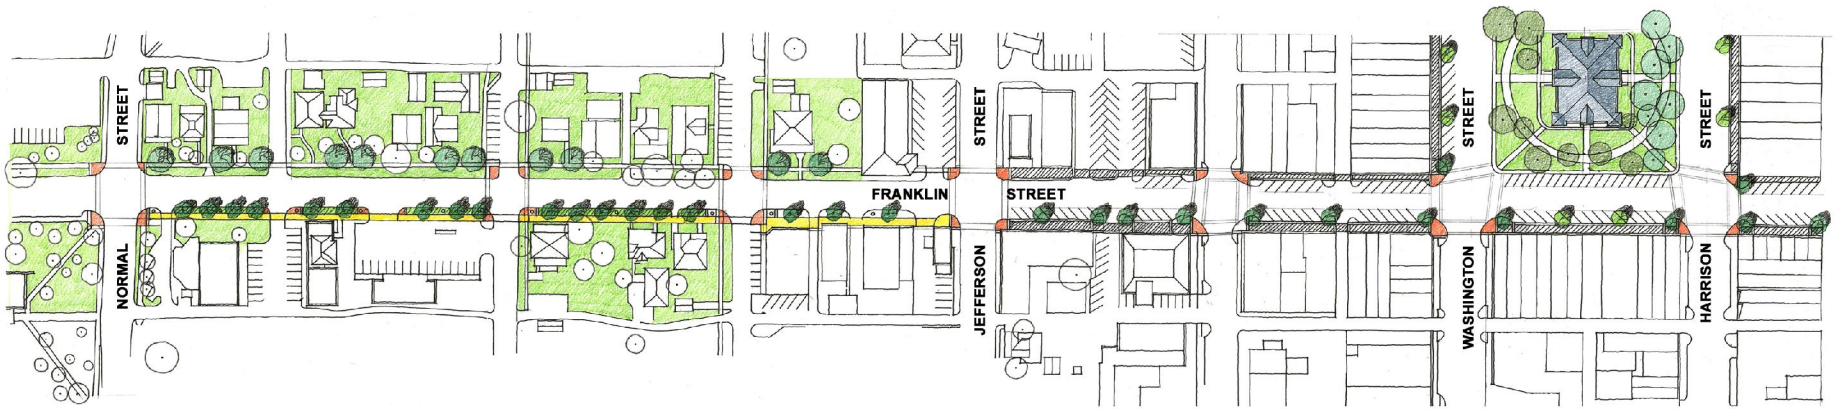 NORMAL STREET
FRANKLIN STREET
JEFFERSON STREET
WASHINGTON STREET
HARRISON STREET